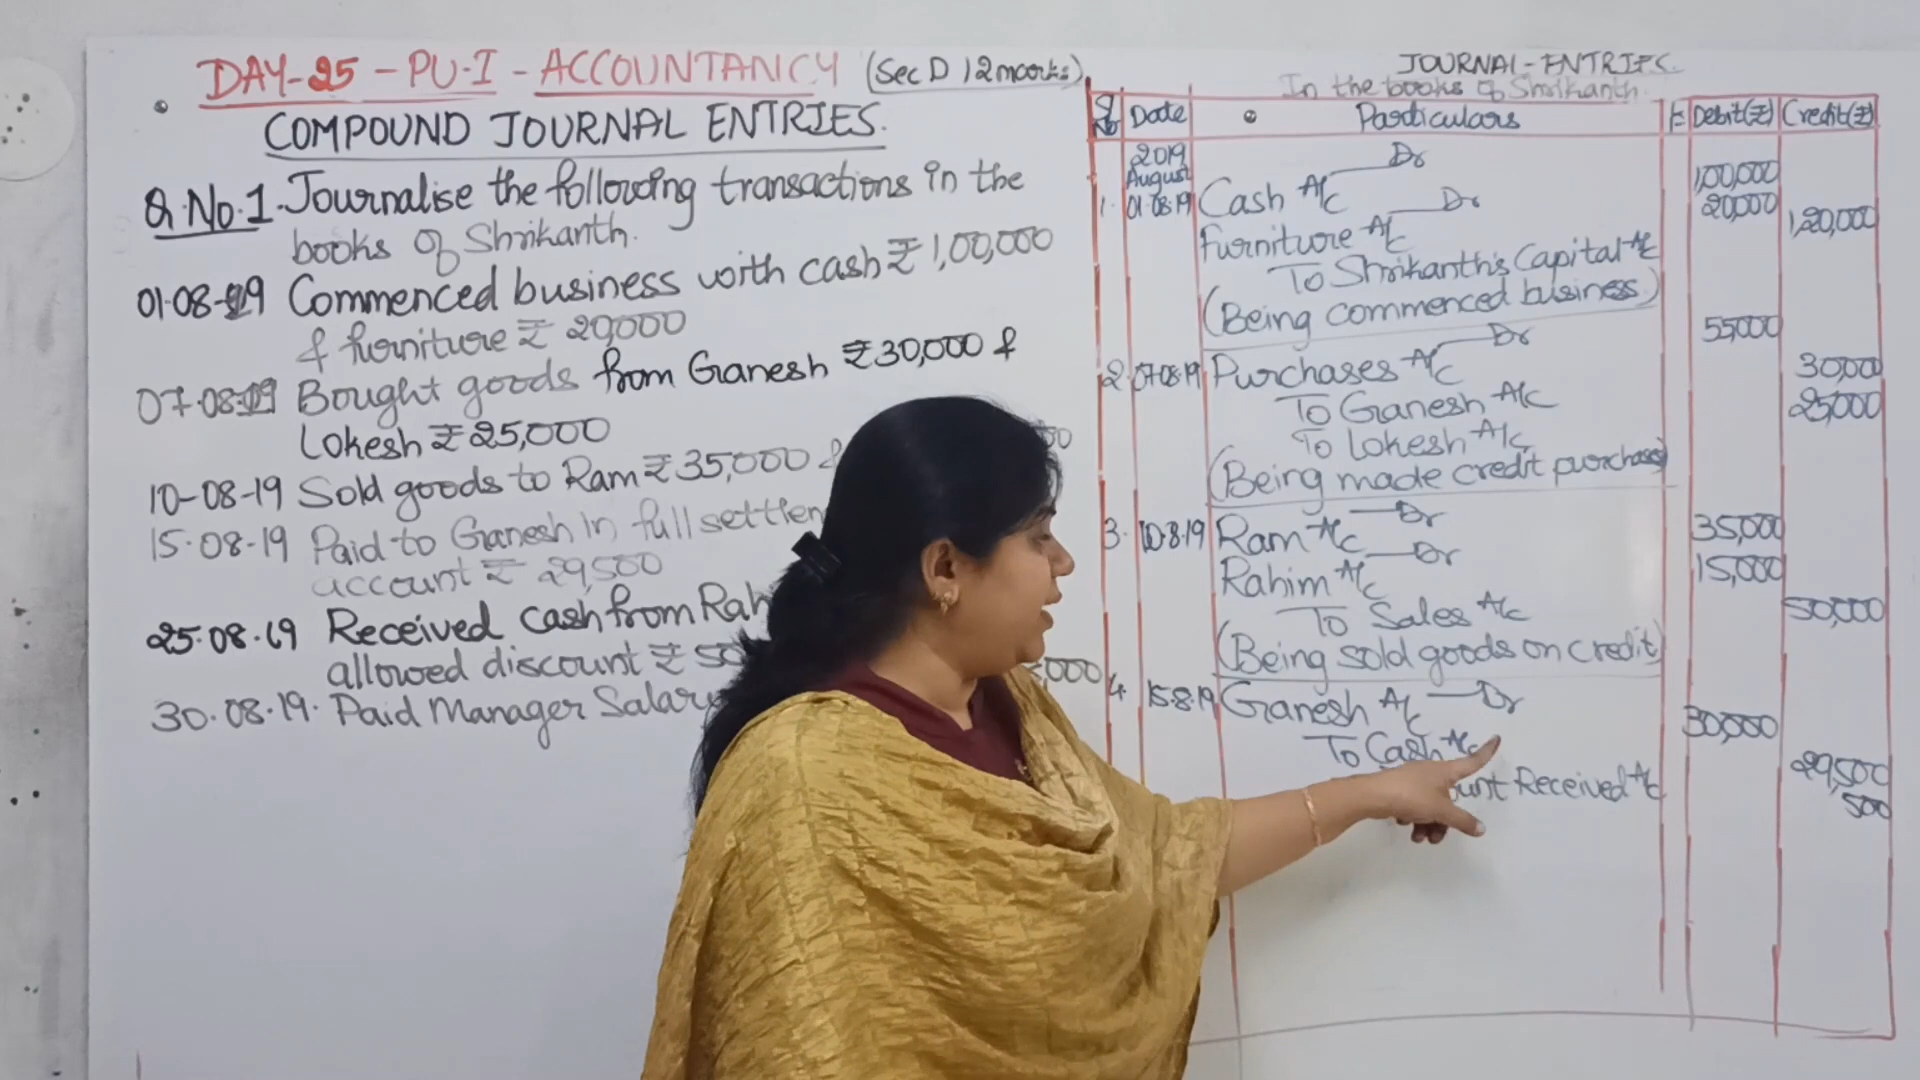 DAY-25 - PU-I - ACCOUNTANCY (Sec D 12 marks)
COMPOUND JOURNAL ENTRIES.
Q.No.1. Journalise the following transactions in the
books of Shrikanth.
01-08-19 Commenced business with cash ₹ 1,00,000
& furniture ₹ 20,000
07-08-19 Bought goods from Ganesh ₹ 30,000 &
Lokesh ₹ 25,000
10-08-19 Sold goods to Ram ₹ 35,000 &
15-08-19 Paid to Ganesh in full
account ₹ 29,500
25.08.19 Received cash from
allowed discount ₹
30.08.19. Paid Manager Salary
JOURNAL-ENTRIES.
In the books of Shrikanth
Sl No Date Particulars F Debit(₹) Credit(₹)
2019
August
1. 01-08-19 Cash A/c Dr 1,00,000
Furniture A/c Dr 20,000
To Shrikanth's Capital A/c 1,20,000
(Being commenced business)
2 07-08-19 Purchases A/c Dr 55,000
To Ganesh A/c 30,000
To Lokesh A/c 25,000
(Being made credit purchases)
3. 10.8.19 Ram A/c Dr 35,000
Rahim A/c Dr 15,000
To Sales A/c 50,000
(Being sold goods on credit)
4. 15.8.19 Ganesh A/c Dr 30,000
To Cash A/c 29,500
Received A/c 500